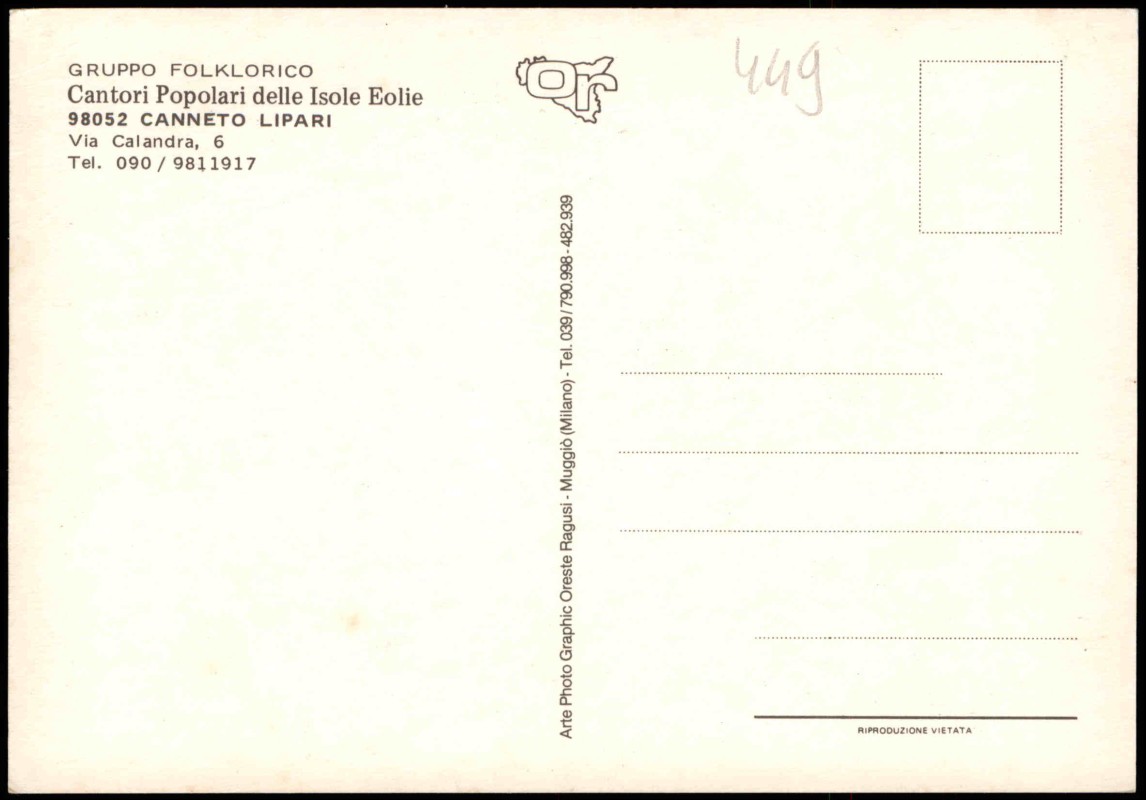 GRUPPO FOLKLORICO
Cantori Popolari delle Isole Eolie
98052 CANNETO LIPARI
Via Calandra, 6
Tel. 090 / 9811917
or
449
Arte Photo Graphic Oreste Ragusi - Muggiò (Milano) - Tel. 039 / 790.998 - 482.939
RIPRODUZIONE VIETATA